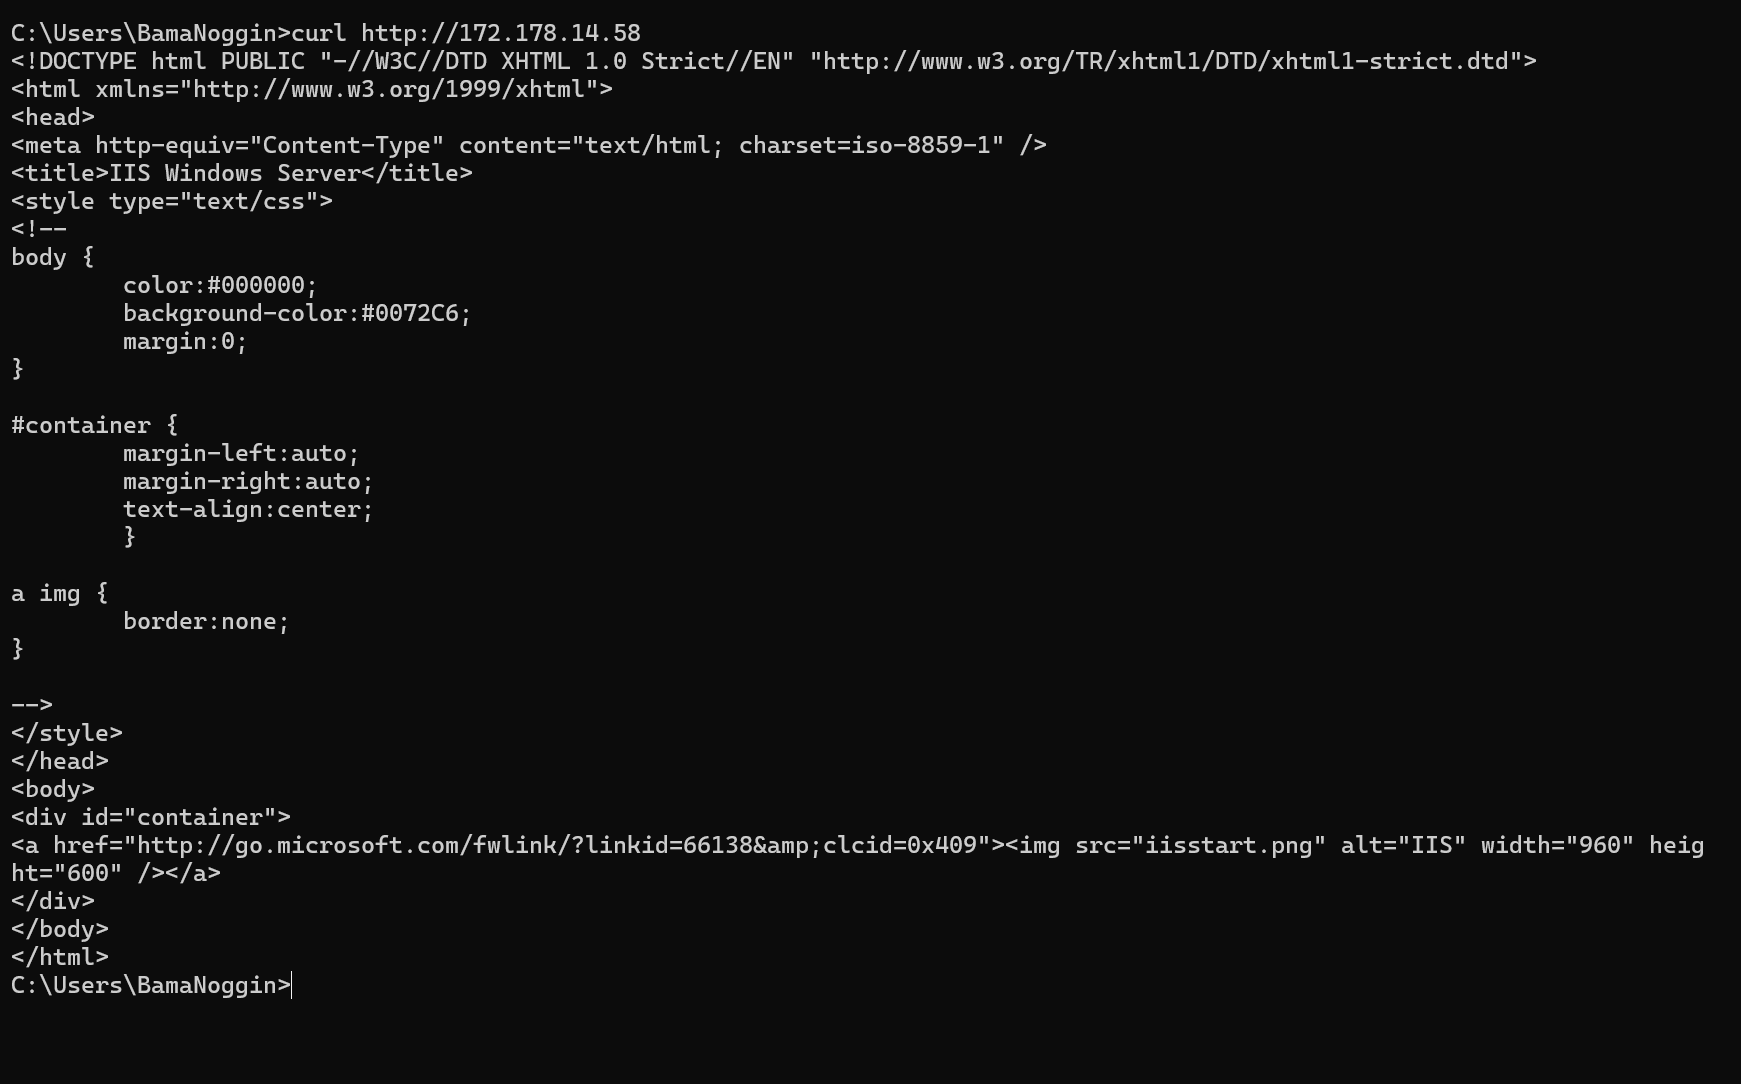 C:\Users\BamaNoggin>curl http://172.178.14.58
<!DOCTYPE html PUBLIC "-//W3C//DTD XHTML 1.0 Strict//EN" "http://www.w3.org/TR/xhtml1/DTD/xhtml1-strict.dtd">
<html xmlns="http://www.w3.org/1999/xhtml">
<head>
<meta http-equiv="Content-Type" content="text/html; charset=iso-8859-1" />
<title>IIS Windows Server</title>
<style type="text/css">
<!--
body {
        color:#000000;
        background-color:#0072C6;
        margin:0;
}

#container {
        margin-left:auto;
        margin-right:auto;
        text-align:center;
        }

a img {
        border:none;
}

-->
</style>
</head>
<body>
<div id="container">
<a href="http://go.microsoft.com/fwlink/?linkid=66138&amp;clcid=0x409"><img src="iisstart.png" alt="IIS" width="960" heig
ht="600" /></a>
</div>
</body>
</html>
C:\Users\BamaNoggin>